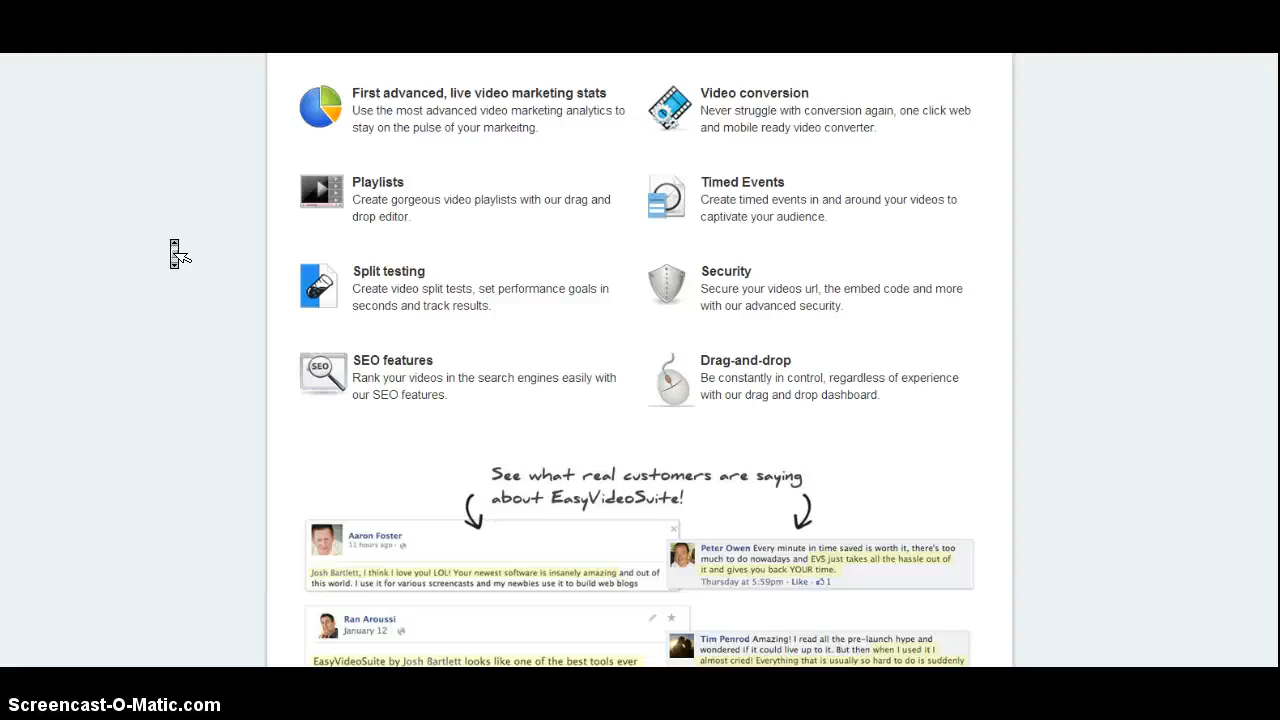 First advanced, live video marketing stats
Use the most advanced video marketing analytics to
stay on the pulse of your markeitng.
Video conversion
Never struggle with conversion again, one click web
and mobile ready video converter.
Playlists
Create gorgeous video playlists with our drag and
drop editor.
Timed Events
Create timed events in and around your videos to
captivate your audience.
Split testing
Create video split tests, set performance goals in
seconds and track results.
Security
Secure your videos url, the embed code and more
with our advanced security.
SEO
SEO features
Rank your videos in the search engines easily with
our SEO features.
Drag-and-drop
Be constantly in control, regardless of experience
with our drag and drop dashboard.
See what real customers are saying
about EasyVideoSuite!
Aaron Foster
11 hours ago
Josh Bartlett, I think I love you! LOL! Your newest software is insanely amazing and out of
this world. I use it for various screencasts and my newbies use it to build web blogs
Peter Owen Every minute in time saved is worth it, there's too
much to do nowadays and EVS just takes all the hassle out of
it and gives you back YOUR time.
Thursday at 5:59pm · Like · 1
Ran Aroussi
January 12
EasyVideoSuite by Josh Bartlett looks like one of the best tools ever
Tim Penrod Amazing! I read all the pre-launch hype and
wondered if it could live up to it. But then when I used it I
almost cried! Everything that is usually so hard to do is suddenly
Screencast-O-Matic.com